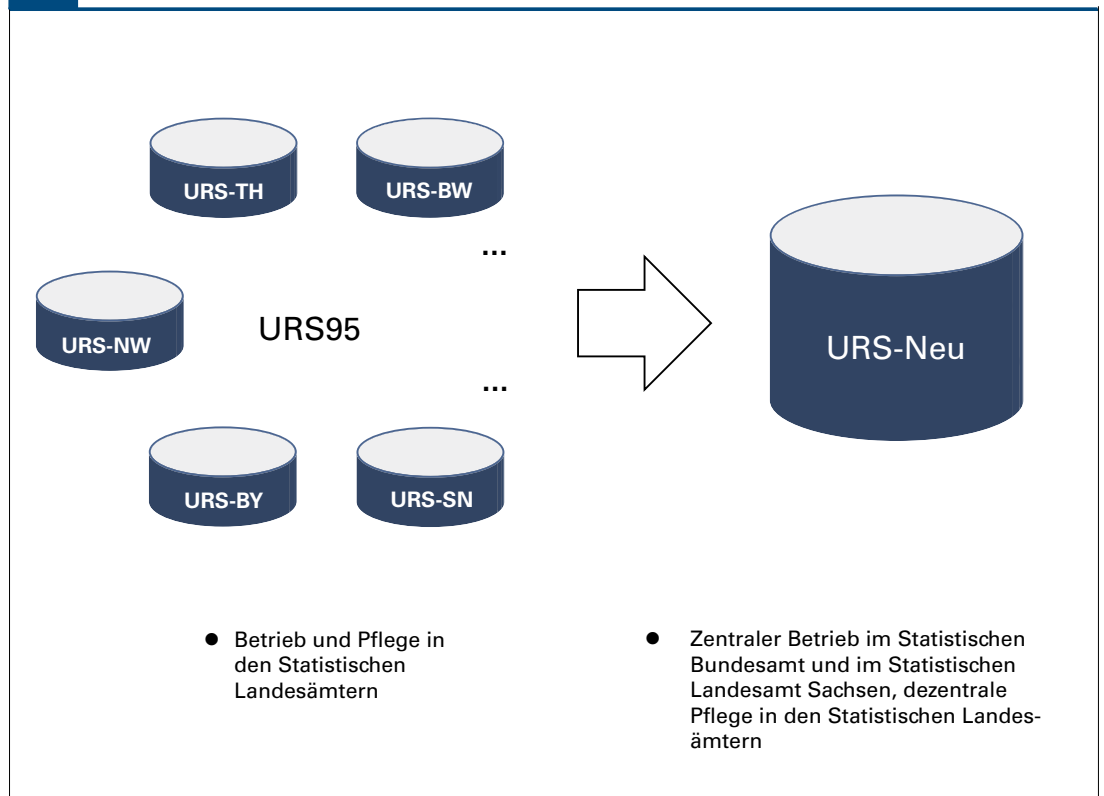 URS-TH
URS-BW
...
URS-NW
URS95
URS-Neu
...
URS-BY
URS-SN
● Betrieb und Pflege in
den Statistischen
Landesämtern
● Zentraler Betrieb im Statistischen
Bundesamt und im Statistischen
Landesamt Sachsen, dezentrale
Pflege in den Statistischen Landes-
ämtern